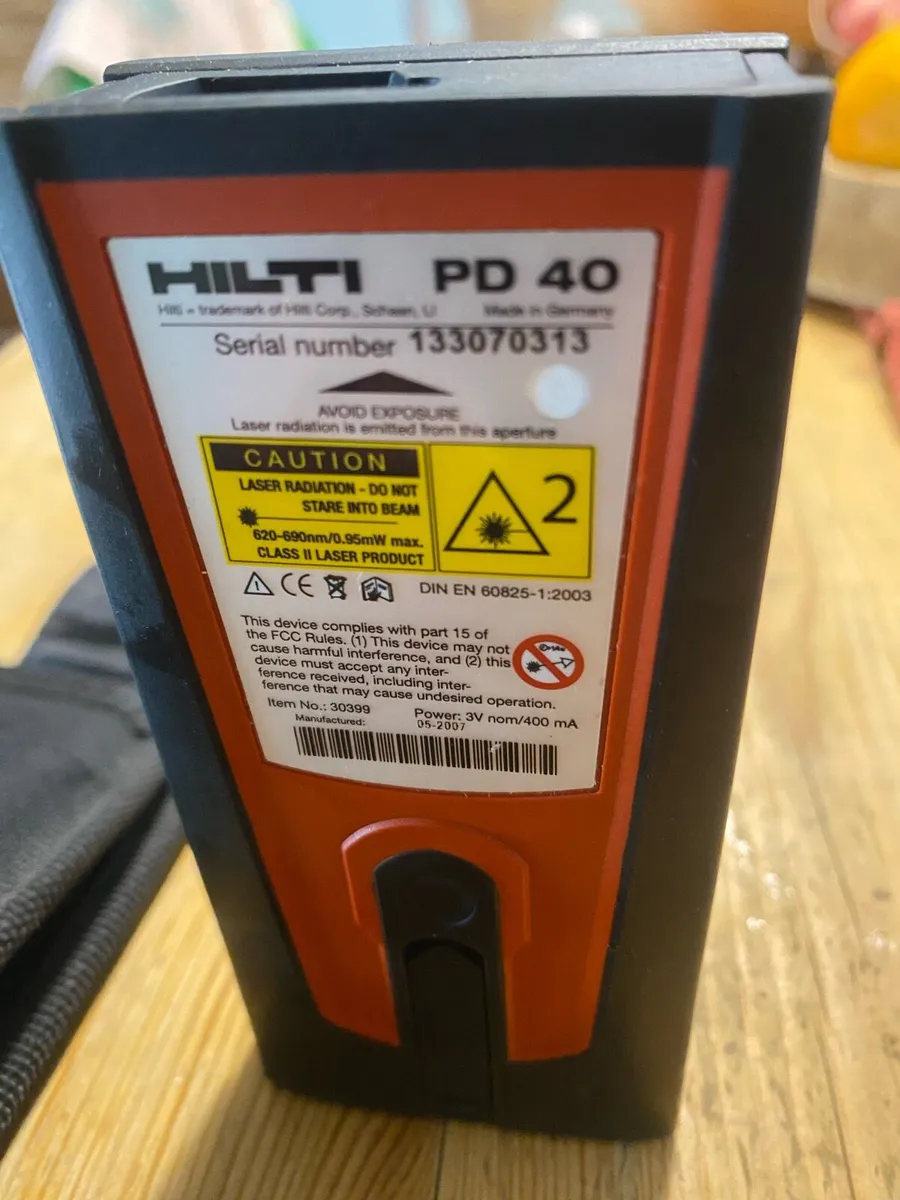 HILTI PD 40
Hilti = trademark of Hilti Corp., Schaan, LI Made in Germany
Serial number 133070313
AVOID EXPOSURE
Laser radiation is emitted from this aperture
CAUTION
LASER RADIATION - DO NOT
STARE INTO BEAM
620-690nm/0.95mW max.
CLASS II LASER PRODUCT
2
CE
DIN EN 60825-1:2003
This device complies with part 15 of
the FCC Rules. (1) This device may not
cause harmful interference, and (2) this
device must accept any inter-
ference received, including inter-
ference that may cause undesired operation.
Item No.: 30399 Power: 3V nom/400 mA
Manufactured: 05-2007